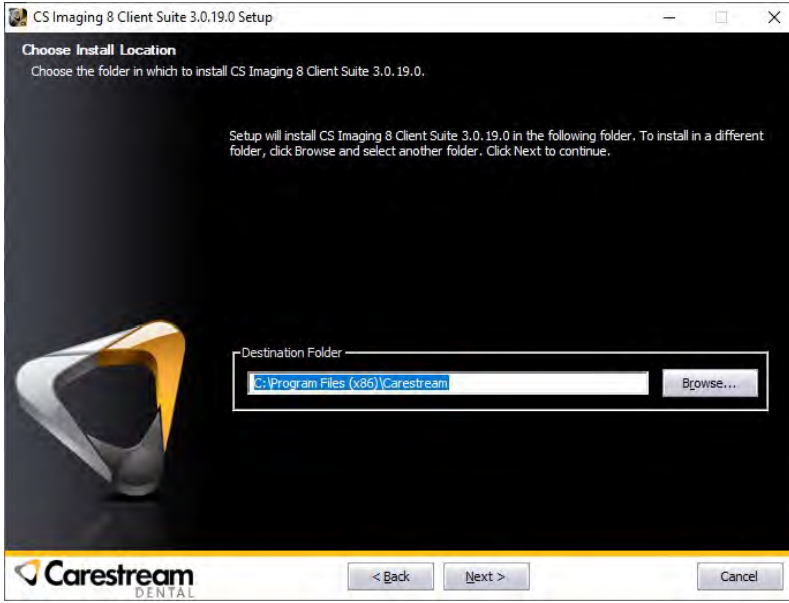 CS Imaging 8 Client Suite 3.0.19.0 Setup
Choose Install Location
Choose the folder in which to install CS Imaging 8 Client Suite 3.0.19.0.
Setup will install CS Imaging 8 Client Suite 3.0.19.0 in the following folder. To install in a different
folder, click Browse and select another folder. Click Next to continue.
Destination Folder
C:\Program Files (x86)\Carestream
Browse...
Carestream
DENTAL
< Back
Next >
Cancel